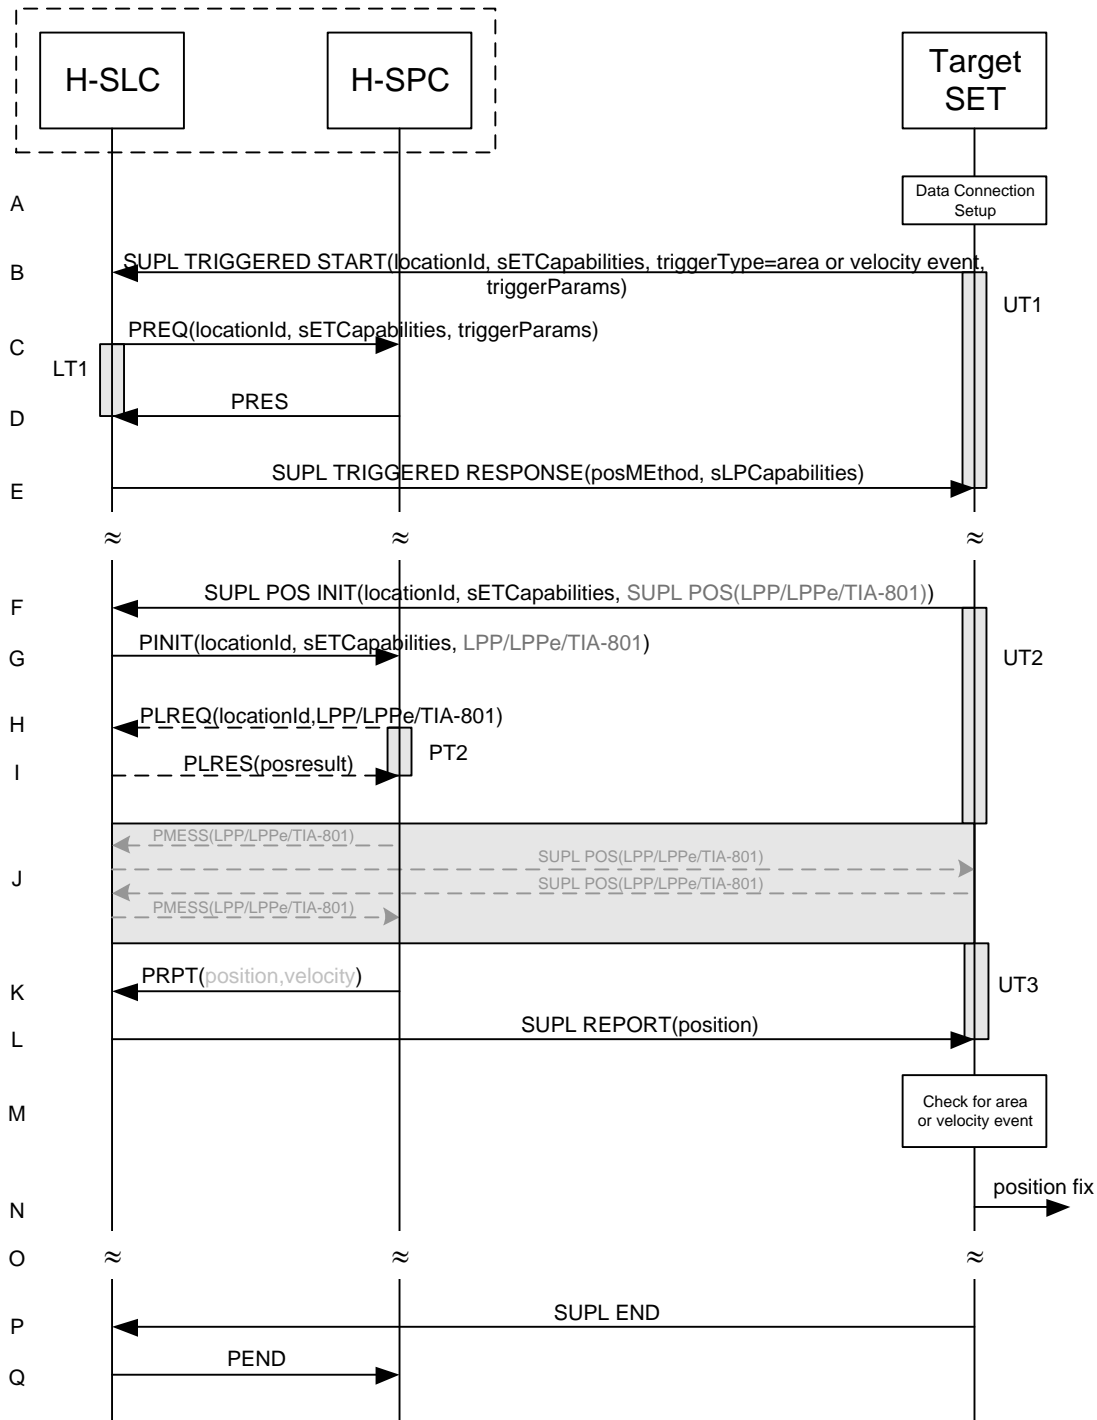 H-SLC
H-SPC
Target
SET
A
Data Connection
Setup
B
SUPL TRIGGERED START(locationId, sETCapabilities, triggerType=area or velocity event,
triggerParams)
UT1
C
PREQ(locationId, sETCapabilities, triggerParams)
LT1
D
PRES
E
SUPL TRIGGERED RESPONSE(posMEthod, sLPCapabilities)
≈ ≈ ≈
F
SUPL POS INIT(locationId, sETCapabilities, SUPL POS(LPP/LPPe/TIA-801))
G
PINIT(locationId, sETCapabilities, LPP/LPPe/TIA-801)
UT2
H
PLREQ(locationId,LPP/LPPe/TIA-801)
PT2
I
PLRES(posresult)
J
PMESS(LPP/LPPe/TIA-801)
SUPL POS(LPP/LPPe/TIA-801)
SUPL POS(LPP/LPPe/TIA-801)
PMESS(LPP/LPPe/TIA-801)
K
PRPT(position,velocity)
UT3
L
SUPL REPORT(position)
M
Check for area
or velocity event
N
position fix
O
≈ ≈ ≈
P
SUPL END
Q
PEND